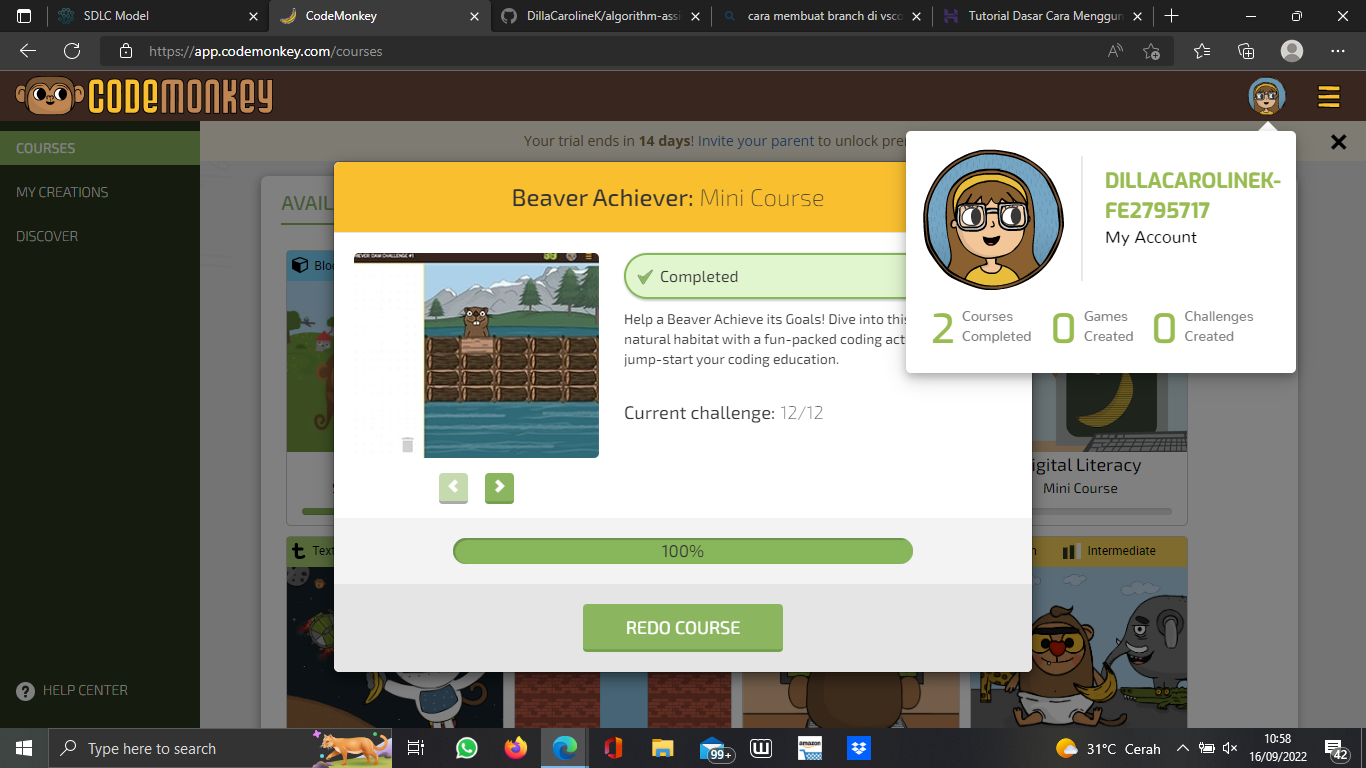 SDLC Model
CodeMonkey
DillaCarolineK/algorithm-assi
cara membuat branch di vsco
Tutorial Dasar Cara Menggun
https://app.codemonkey.com/courses
CODEMONKEY
COURSES
MY CREATIONS
DISCOVER
HELP CENTER
Your trial ends in 14 days! Invite your parent to unlock pre
AVAIL
Beaver Achiever: Mini Course
DILLACAROLINEK-
FE2795717
My Account
2 Courses Completed
0 Games Created
0 Challenges Created
BEAVER DAM CHALLENGE #1
Completed
Help a Beaver Achieve its Goals! Dive into this
natural habitat with a fun-packed coding act
jump-start your coding education.
Current challenge: 12/12
Bloc
igital Literacy
Mini Course
t Text
Intermediate
100%
REDO COURSE
Type here to search
99+
amazon
31°C Cerah
10:58
16/09/2022
42